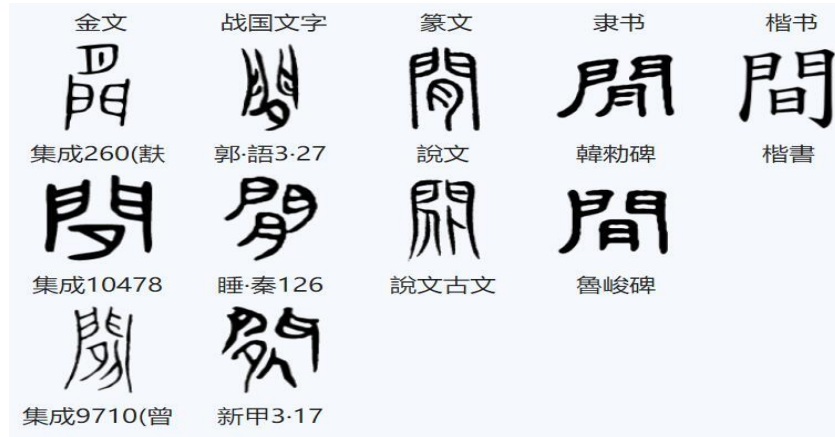 金文 战国文字 篆文 隶书 楷书
集成260(㝬 郭·語3·27 說文 韓勑碑 楷書
集成10478 睡·秦126 說文古文 魯峻碑
集成9710(曾 新甲3·17